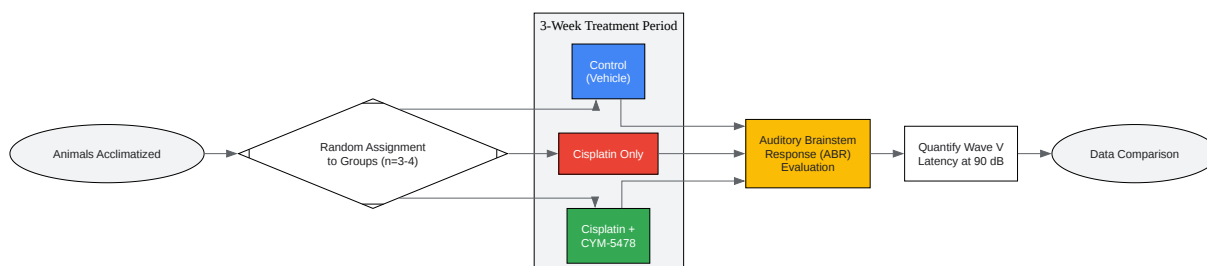 Animals Acclimatized
Random Assignment
to Groups (n=3-4)
3-Week Treatment Period
Control
(Vehicle)
Cisplatin Only
Cisplatin +
CYM-5478
Auditory Brainstem
Response (ABR)
Evaluation
Quantify Wave V
Latency at 90 dB
Data Comparison